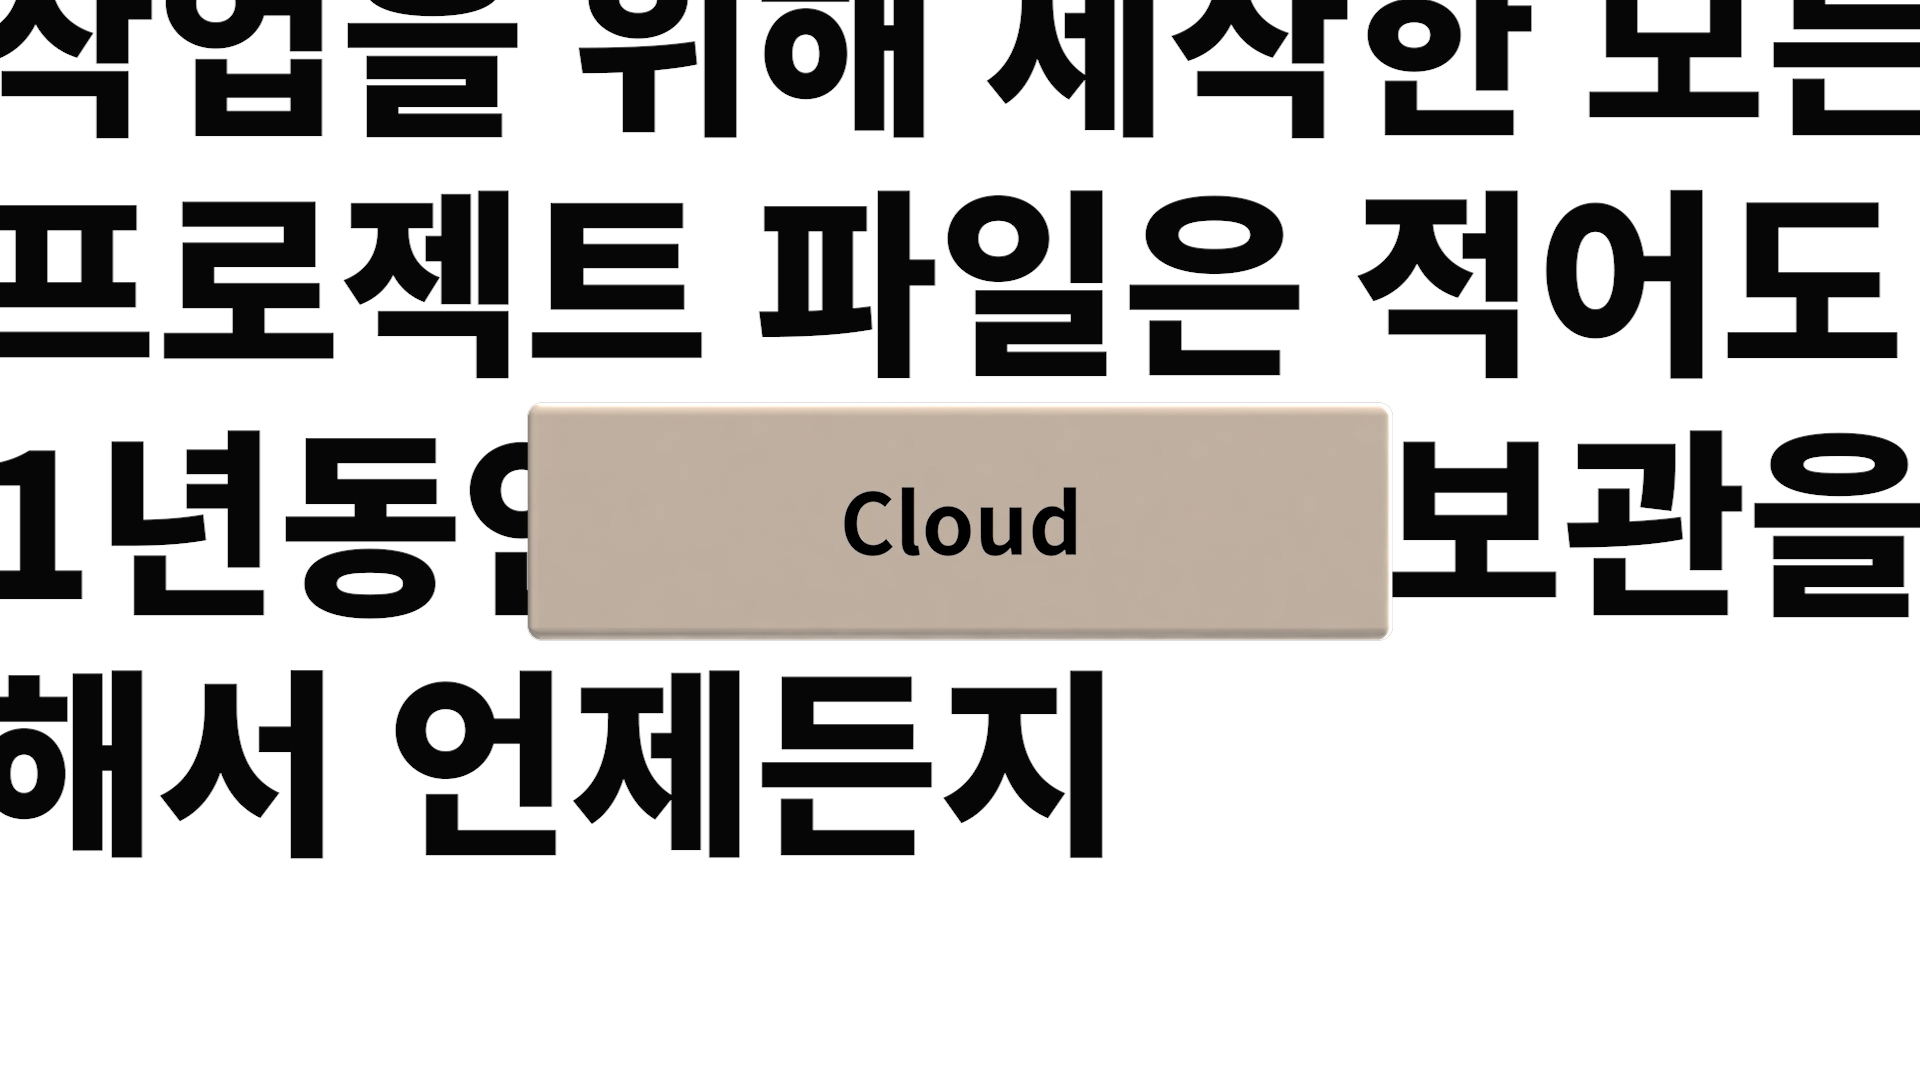 작업을 위해 제작한 모든
프로젝트 파일은 적어도
1년동안 보관을
Cloud
해서 언제든지